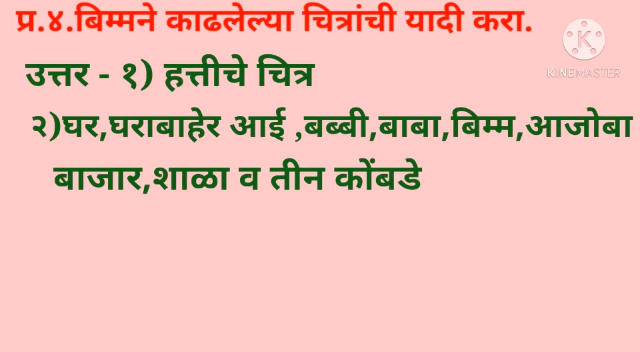 प्र.४.बिम्मने काढलेल्या चित्रांची यादी करा.
KINEMASTER
उत्तर - १) हत्तीचे चित्र
२)घर,घराबाहेर आई ,बब्बी,बाबा,बिम्म,आजोबा
बाजार,शाळा व तीन कोंबडे